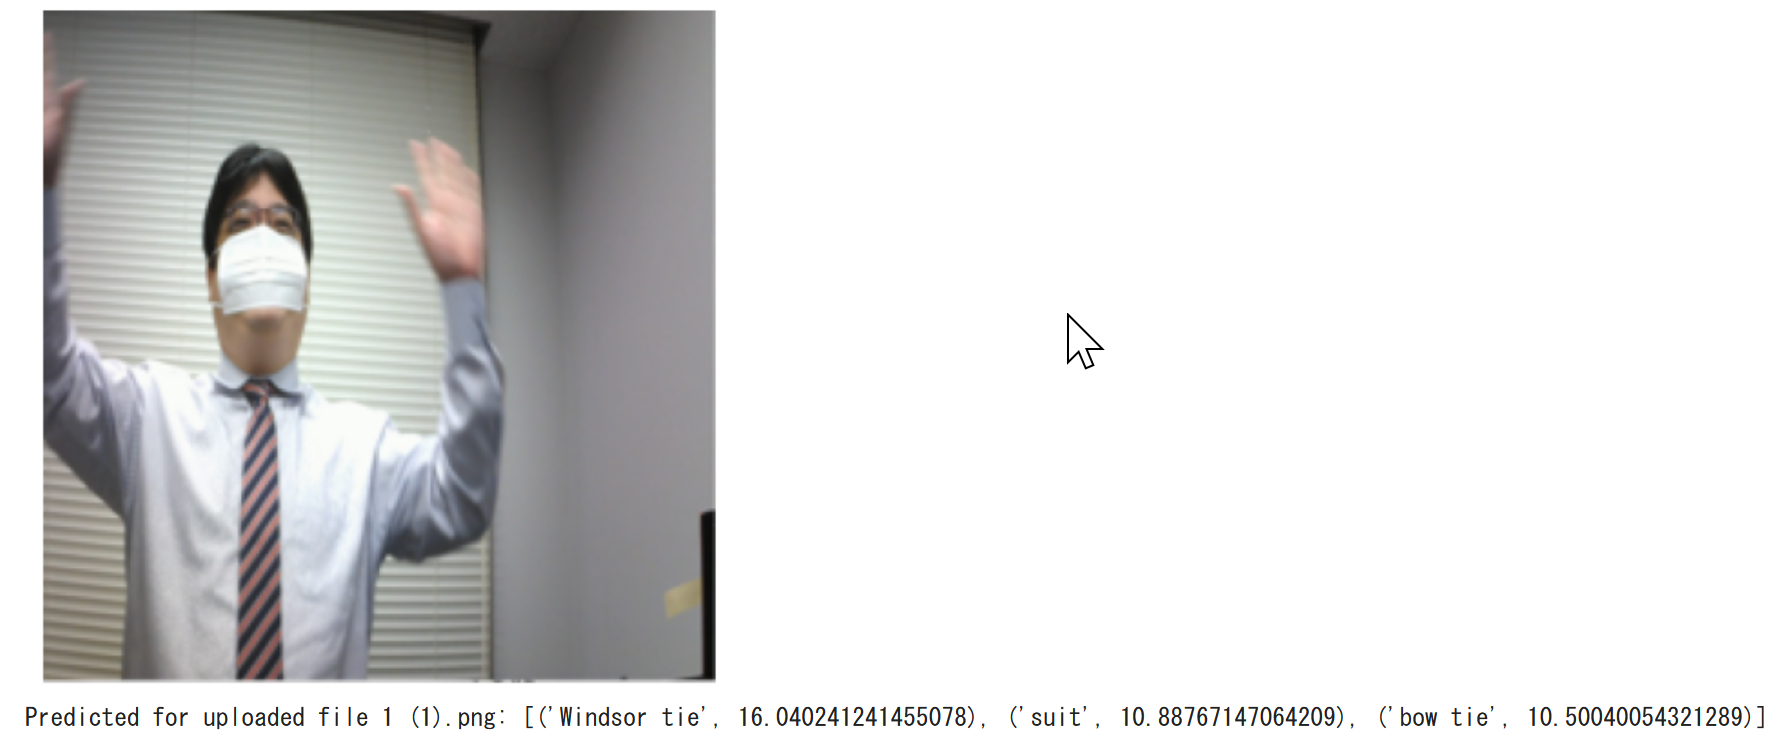 Predicted for uploaded file 1 (1).png: [('Windsor tie', 16.040241241455078), ('suit', 10.88767147064209), ('bow tie', 10.50040054321289)]